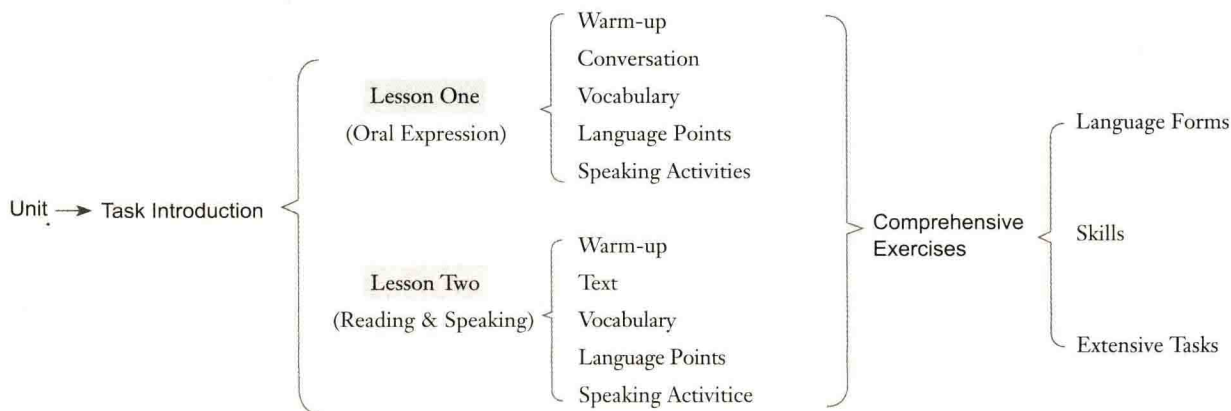 Unit → Task Introduction
Lesson One
(Oral Expression)
Warm-up
Conversation
Vocabulary
Language Points
Speaking Activities
Lesson Two
(Reading & Speaking)
Warm-up
Text
Vocabulary
Language Points
Speaking Activitice
Comprehensive
Exercises
Language Forms
Skills
Extensive Tasks